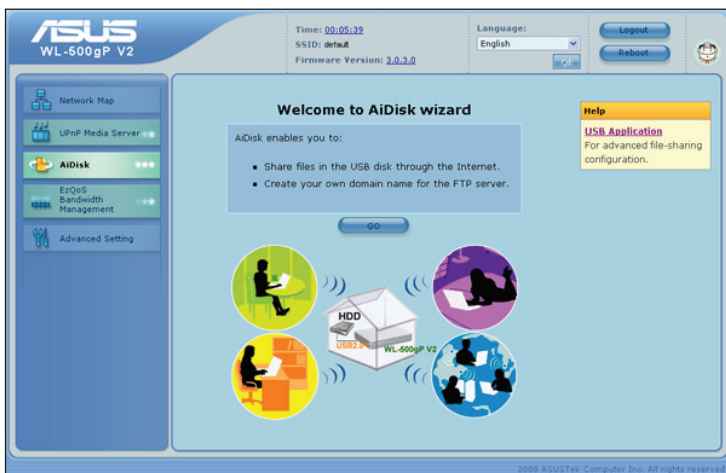 ASUS
WL-500gP V2
Time: 00:05:39
SSID: default
Firmware Version: 3.0.3.0
Language:
English
OK
Logout
Reboot
Network Map
UPnP Media Server
AiDisk
EzQoS
Bandwidth
Management
Advanced Setting
Welcome to AiDisk wizard
AiDisk enables you to:
Share files in the USB disk through the Internet.
Create your own domain name for the FTP server.
GO
HDD
USB2.0
WL-500gP V2
Help
USB Application
For advanced file-sharing
configuration.
2008 ASUSTek Computer Inc. All rights reserved